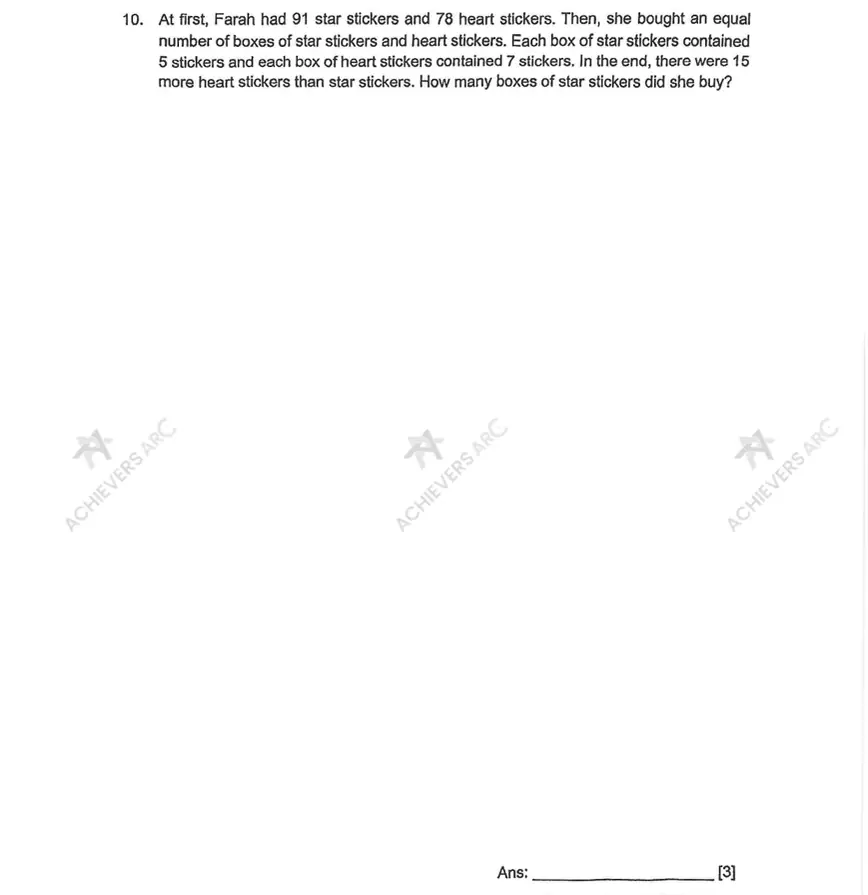 10. At first, Farah had 91 star stickers and 78 heart stickers. Then, she bought an equal
number of boxes of star stickers and heart stickers. Each box of star stickers contained
5 stickers and each box of heart stickers contained 7 stickers. In the end, there were 15
more heart stickers than star stickers. How many boxes of star stickers did she buy?
ACHIEVERS ARC
ACHIEVERS ARC
ACHIEVERS ARC
Ans: ____________________ [3]